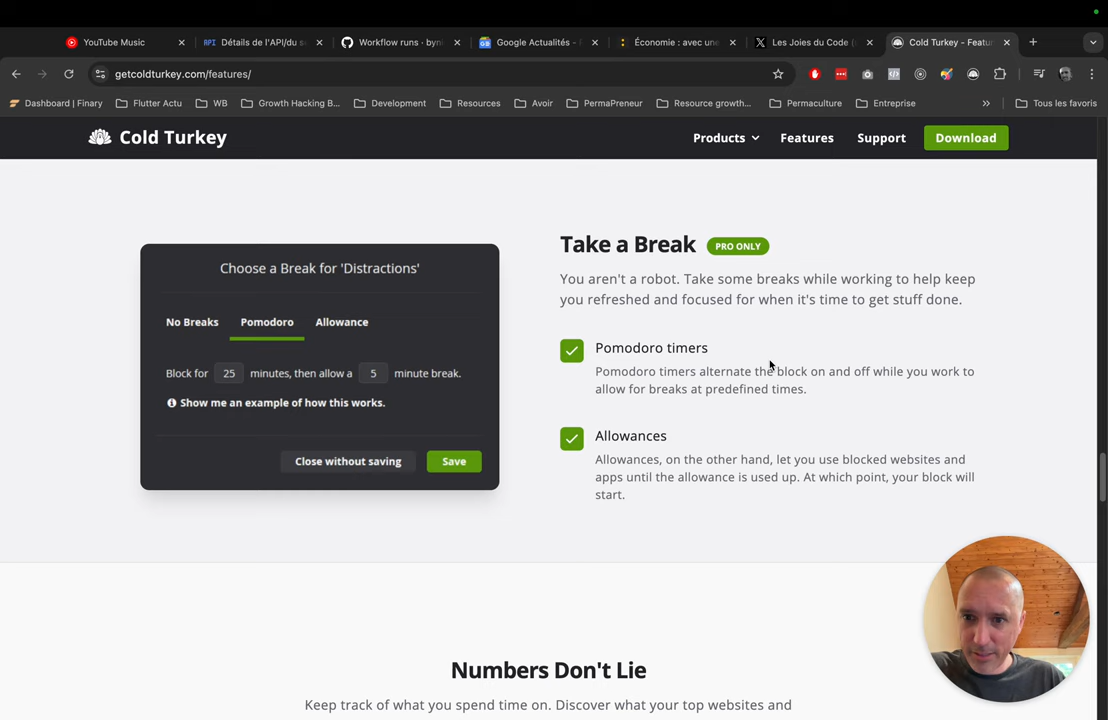 YouTube Music
Détails de l'API/du s
Workflow runs · byni
Google Actualités - 
Économie : avec une
Les Joies du Code (
Cold Turkey - Featur
getcoldturkey.com/features/
Dashboard | Finary
Flutter Actu
WB
Growth Hacking B...
Development
Resources
Avoir
PermaPreneur
Resource growth...
Permaculture
Entreprise
»
Tous les favoris
Cold Turkey
Products
Features
Support
Download
Choose a Break for 'Distractions'
No Breaks
Pomodoro
Allowance
Block for 25 minutes, then allow a 5 minute break.
Show me an example of how this works.
Close without saving
Save
Take a Break
PRO ONLY
You aren't a robot. Take some breaks while working to help keep
you refreshed and focused for when it's time to get stuff done.
Pomodoro timers
Pomodoro timers alternate the block on and off while you work to
allow for breaks at predefined times.
Allowances
Allowances, on the other hand, let you use blocked websites and
apps until the allowance is used up. At which point, your block will
start.
Numbers Don't Lie
Keep track of what you spend time on. Discover what your top websites and